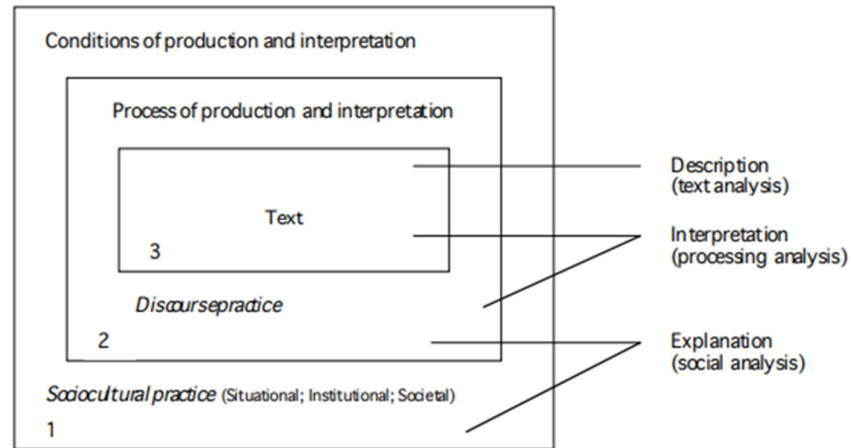 Conditions of production and interpretation
Process of production and interpretation
Text
3
Discoursepractice
2
Sociocultural practice (Situational; Institutional; Societal)
1
Description
(text analysis)
Interpretation
(processing analysis)
Explanation
(social analysis)